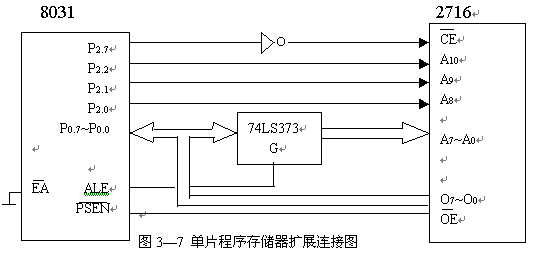 8031
2716
P2.7
P2.2
P2.1
P2.0
P0.7~P0.0
EA
ALE
PSEN
O
74LS373
G
CE
A10
A9
A8
A7~A0
O7~O0
OE
图 3—7 单片程序存储器扩展连接图